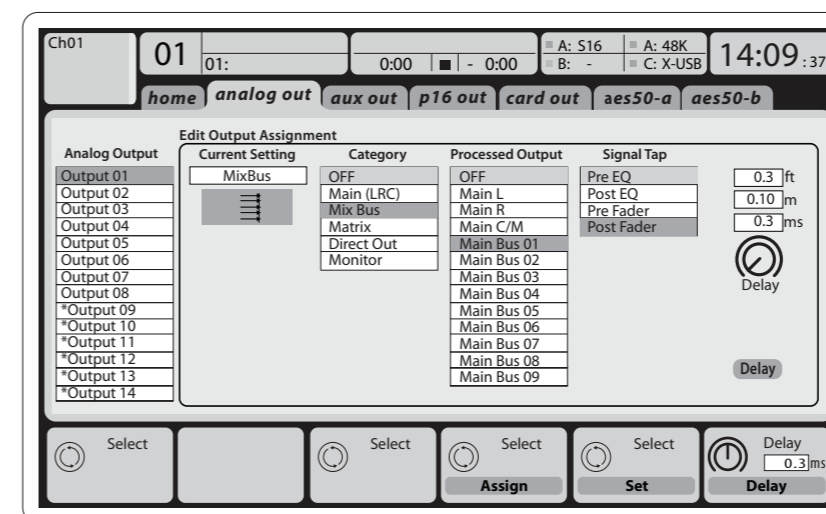 Ch01
01
01:
0:00
- 0:00
A: S16
B: -
A: 48K
C: X-USB
14:09 :37
home
analog out
aux out
p16 out
card out
aes50-a
aes50-b
Edit Output Assignment
Analog Output
Output 01
Output 02
Output 03
Output 04
Output 05
Output 06
Output 07
Output 08
*Output 09
*Output 10
*Output 11
*Output 12
*Output 13
*Output 14
Current Setting
MixBus
Category
OFF
Main (LRC)
Mix Bus
Matrix
Direct Out
Monitor
Processed Output
OFF
Main L
Main R
Main C/M
Main Bus 01
Main Bus 02
Main Bus 03
Main Bus 04
Main Bus 05
Main Bus 06
Main Bus 07
Main Bus 08
Main Bus 09
Signal Tap
Pre EQ
Post EQ
Pre Fader
Post Fader
0.3 ft
0.10 m
0.3 ms
Delay
Delay
Select
Select
Select
Assign
Select
Set
Delay
0.3 ms
Delay